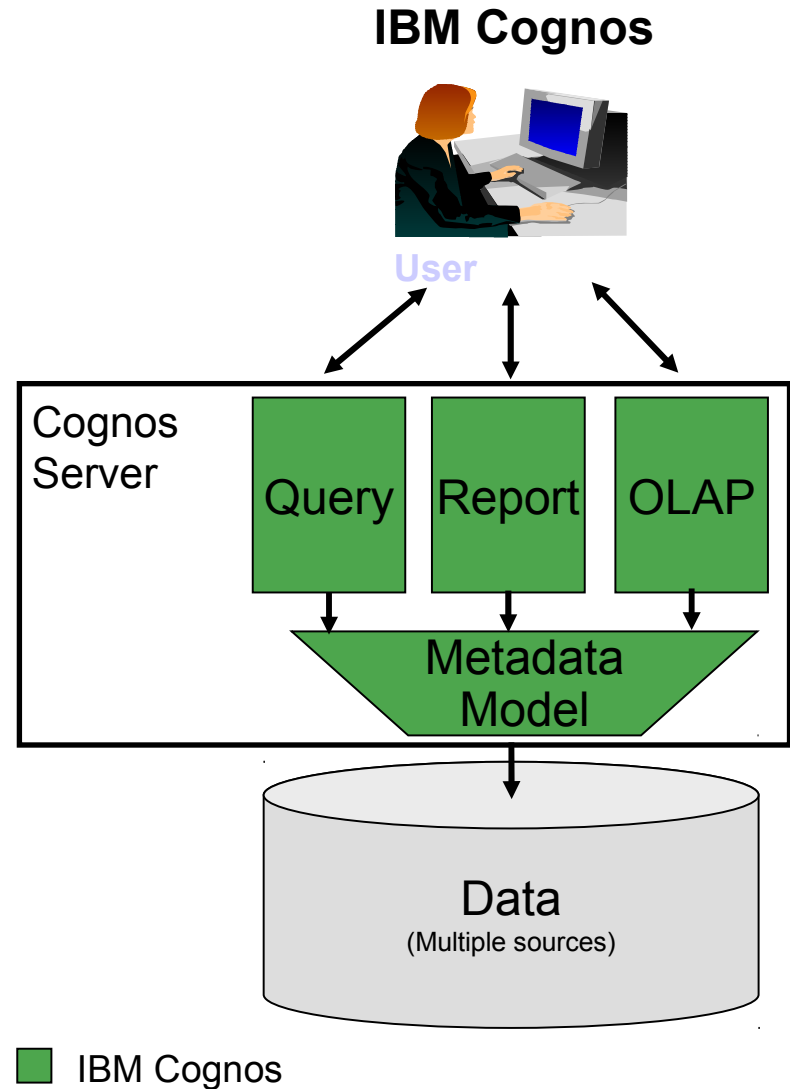 IBM Cognos
User
Cognos
Server
Query
Report
OLAP
Metadata
Model
Data
(Multiple sources)
IBM Cognos